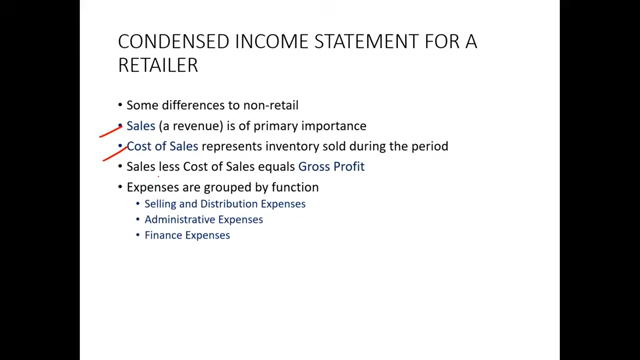 CONDENSED INCOME STATEMENT FOR A
RETAILER
• Some differences to non-retail
• Sales (a revenue) is of primary importance
• Cost of Sales represents inventory sold during the period
• Sales less Cost of Sales equals Gross Profit
• Expenses are grouped by function
• Selling and Distribution Expenses
• Administrative Expenses
• Finance Expenses